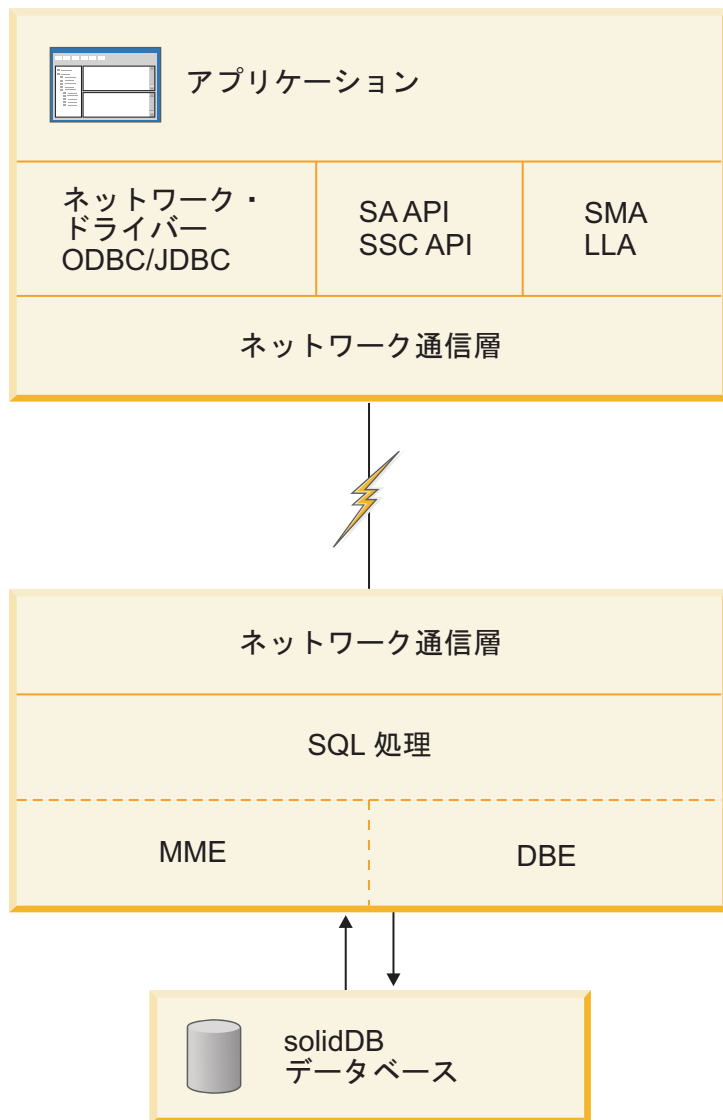 アプリケーション
ネットワーク・
ドライバー
ODBC/JDBC
SA API
SSC API
SMA
LLA
ネットワーク通信層
ネットワーク通信層
SQL 処理
MME
DBE
solidDB
データベース